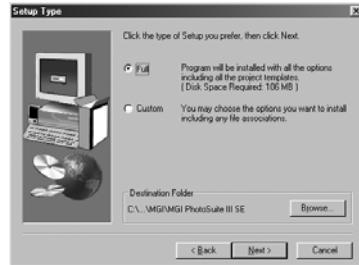 Setup Type
Click the type of Setup you prefer, then click Next.
Full
Program will be installed with all the options
including all the project templates.
( Disk Space Required: 106 MB )
Custom
You may choose the options you want to install
including any file associations.
Destination Folder
C:\...\MGI\MGI PhotoSuite III SE
Browse...
< Back
Next >
Cancel